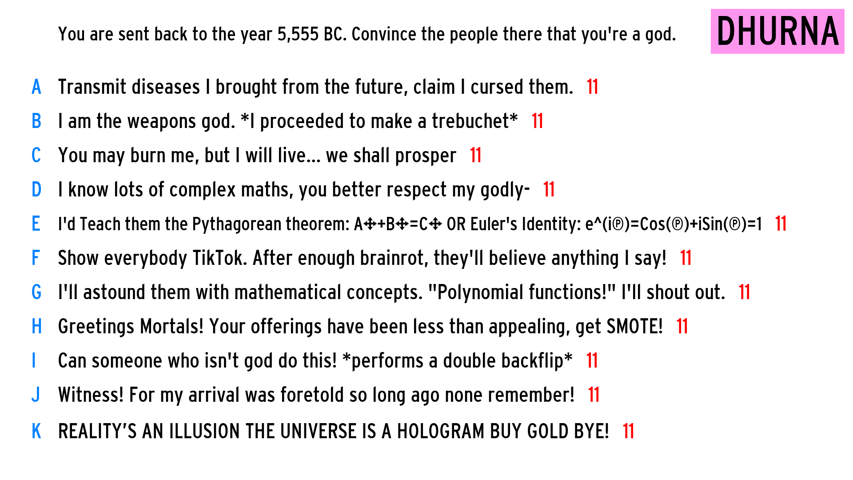 You are sent back to the year 5,555 BC. Convince the people there that you're a god.
DHURNA
A Transmit diseases I brought from the future, claim I cursed them. 11
B I am the weapons god. *I proceeded to make a trebuchet* 11
C You may burn me, but I will live... we shall prosper 11
D I know lots of complex maths, you better respect my godly- 11
E I'd Teach them the Pythagorean theorem: A✣+B✣=C✣ OR Euler's Identity: e^(i℗)=Cos(℗)+iSin(℗)=1 11
F Show everybody TikTok. After enough brainrot, they'll believe anything I say! 11
G I'll astound them with mathematical concepts. "Polynomial functions!" I'll shout out. 11
H Greetings Mortals! Your offerings have been less than appealing, get SMOTE! 11
I Can someone who isn't god do this! *performs a double backflip* 11
J Witness! For my arrival was foretold so long ago none remember! 11
K REALITY’S AN ILLUSION THE UNIVERSE IS A HOLOGRAM BUY GOLD BYE! 11